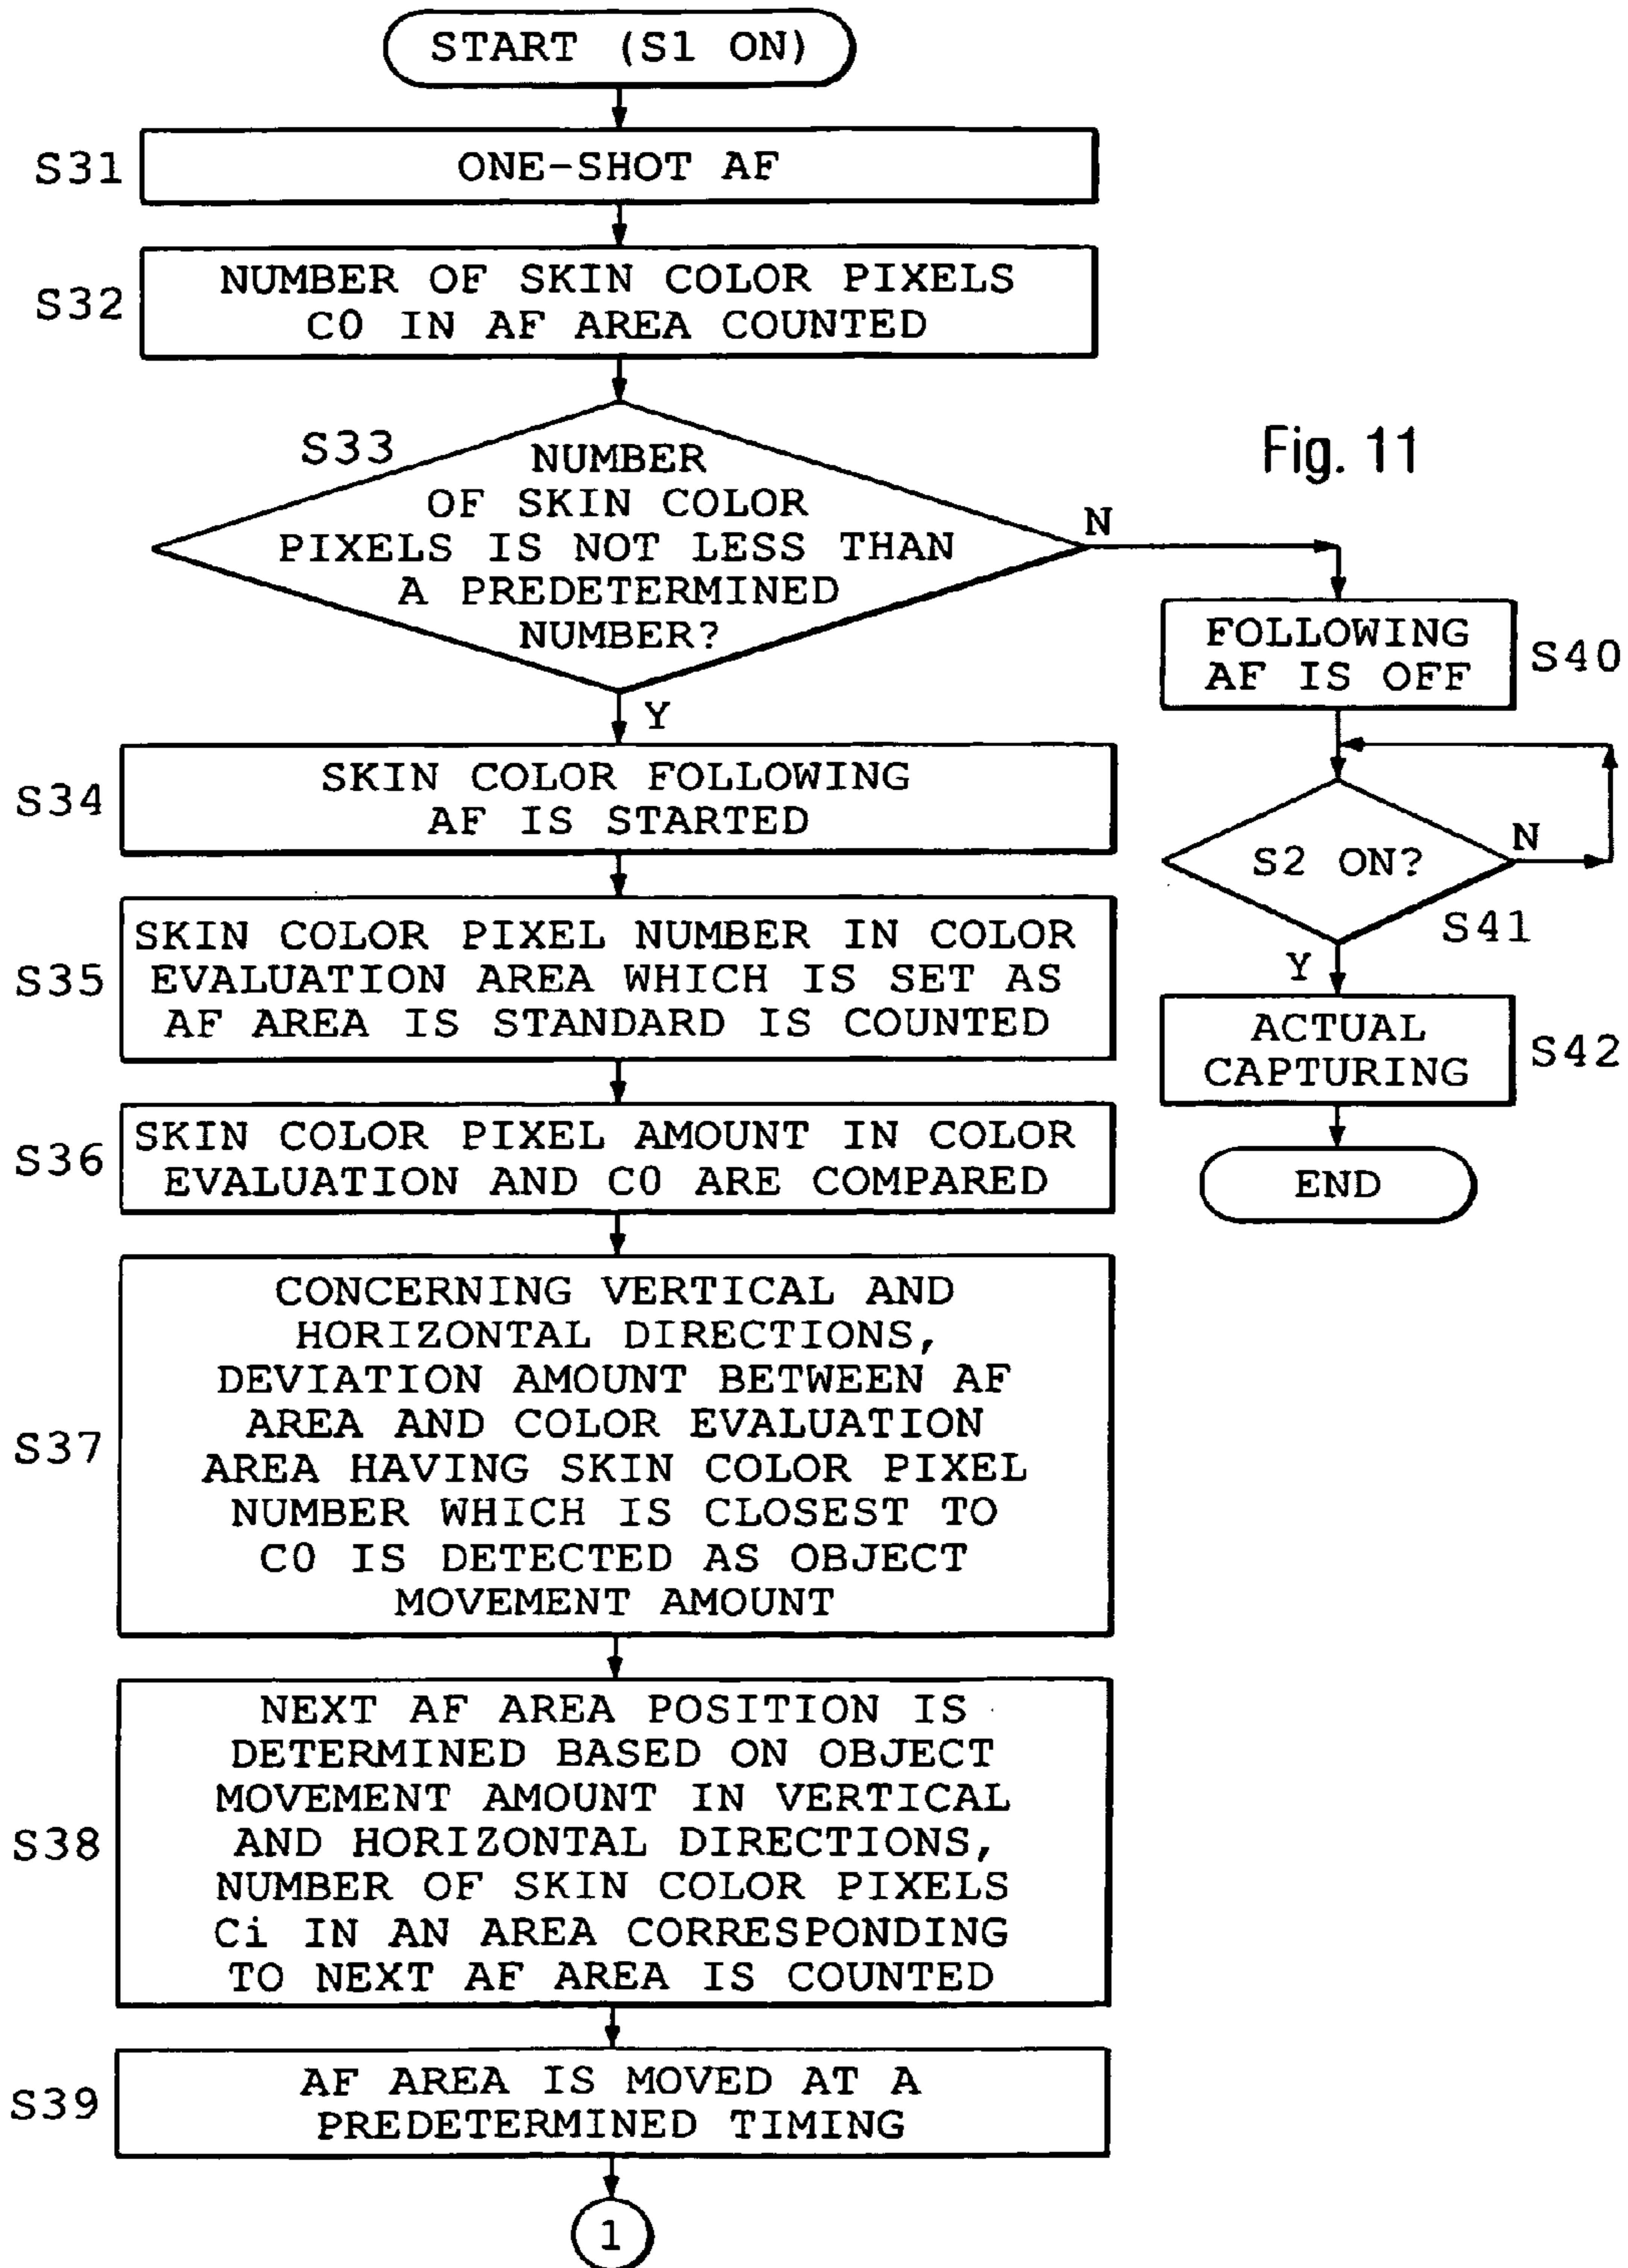 START (S1 ON)
S31
ONE-SHOT AF
S32
NUMBER OF SKIN COLOR PIXELS
C0 IN AF AREA COUNTED
S33
NUMBER
OF SKIN COLOR
PIXELS IS NOT LESS THAN
A PREDETERMINED
NUMBER?
N
Y
Fig. 11
S34
SKIN COLOR FOLLOWING
AF IS STARTED
S35
SKIN COLOR PIXEL NUMBER IN COLOR
EVALUATION AREA WHICH IS SET AS
AF AREA IS STANDARD IS COUNTED
S36
SKIN COLOR PIXEL AMOUNT IN COLOR
EVALUATION AND C0 ARE COMPARED
S37
CONCERNING VERTICAL AND
HORIZONTAL DIRECTIONS,
DEVIATION AMOUNT BETWEEN AF
AREA AND COLOR EVALUATION
AREA HAVING SKIN COLOR PIXEL
NUMBER WHICH IS CLOSEST TO
C0 IS DETECTED AS OBJECT
MOVEMENT AMOUNT
S38
NEXT AF AREA POSITION IS
DETERMINED BASED ON OBJECT
MOVEMENT AMOUNT IN VERTICAL
AND HORIZONTAL DIRECTIONS,
NUMBER OF SKIN COLOR PIXELS
Ci IN AN AREA CORRESPONDING
TO NEXT AF AREA IS COUNTED
S39
AF AREA IS MOVED AT A
PREDETERMINED TIMING
1
FOLLOWING
AF IS OFF
S40
S2 ON?
N
S41
Y
ACTUAL
CAPTURING
S42
END